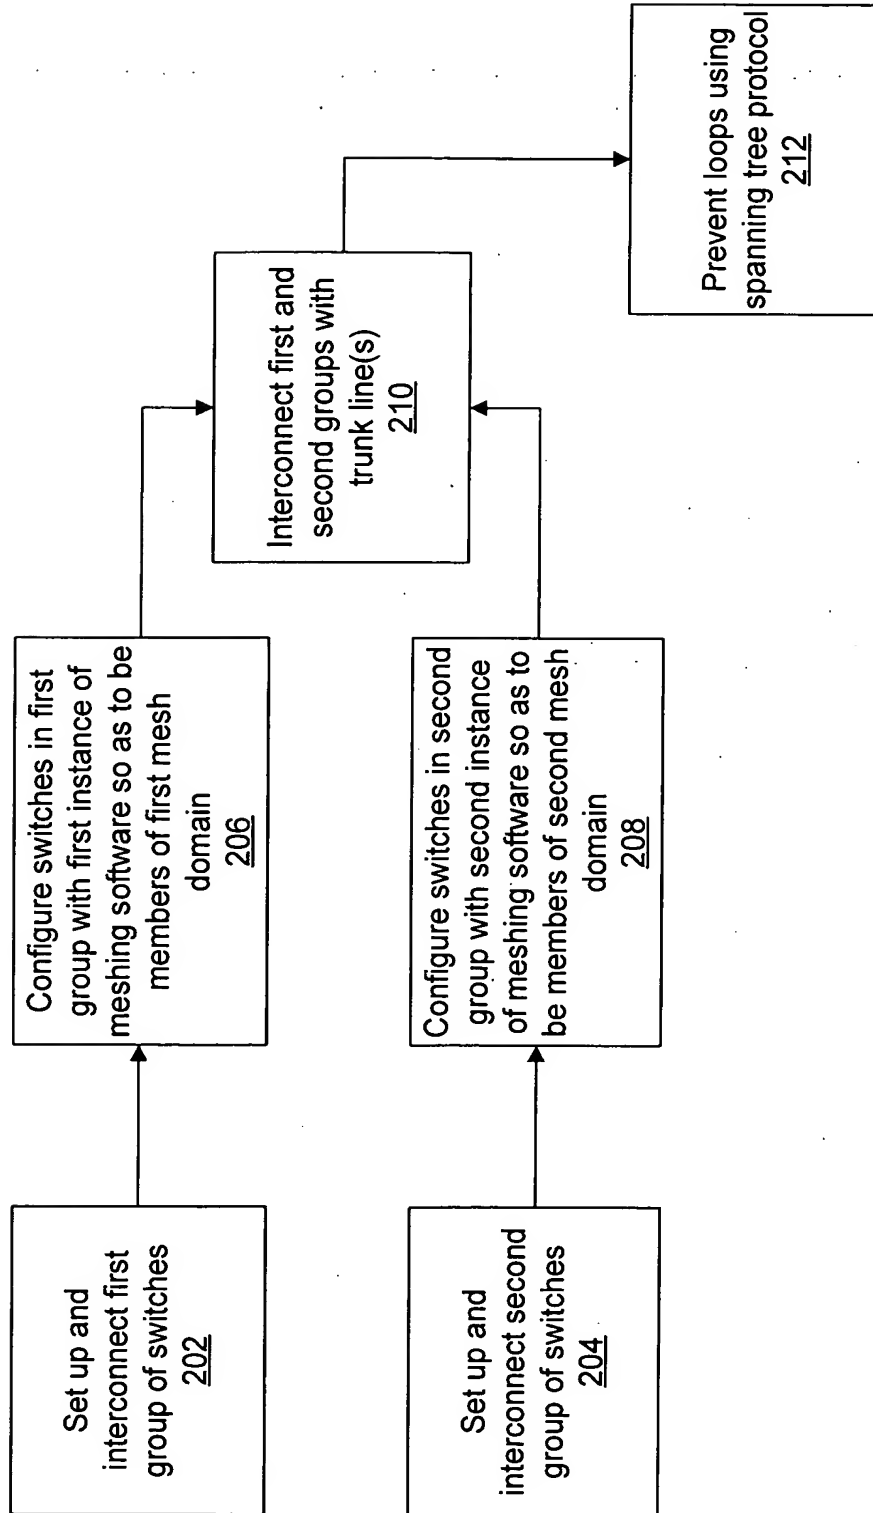 Set up and
interconnect first
group of switches
202
Set up and
interconnect second
group of switches
204
Configure switches in first
group with first instance of
meshing software so as to be
members of first mesh
domain
206
Configure switches in second
group with second instance
of meshing software so as to
be members of second mesh
domain
208
Interconnect first and
second groups with
trunk line(s)
210
Prevent loops using
spanning tree protocol
212